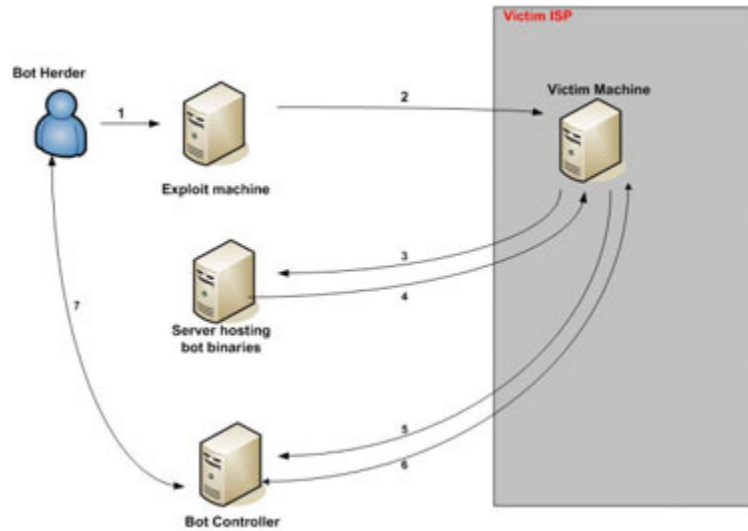 Victim ISP
Bot Herder
Victim Machine
1
2
Exploit machine
3
4
7
Server hosting
bot binaries
5
6
Bot Controller